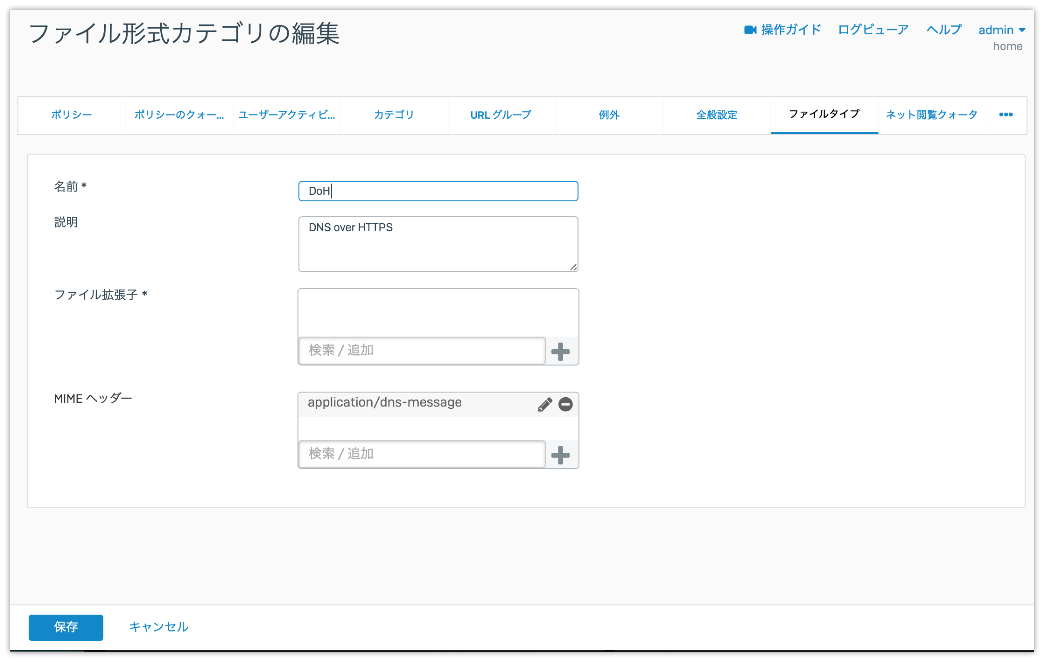 ファイル形式カテゴリの編集
操作ガイド ログビューア ヘルプ admin
home
ポリシー ポリシーのクォー... ユーザーアクティビ... カテゴリ URL グループ 例外 全般設定 ファイルタイプ ネット閲覧クォータ •••
名前 *
DoH
説明
DNS over HTTPS
ファイル拡張子 *
検索 / 追加
MIME ヘッダー
application/dns-message
検索 / 追加
保存 キャンセル